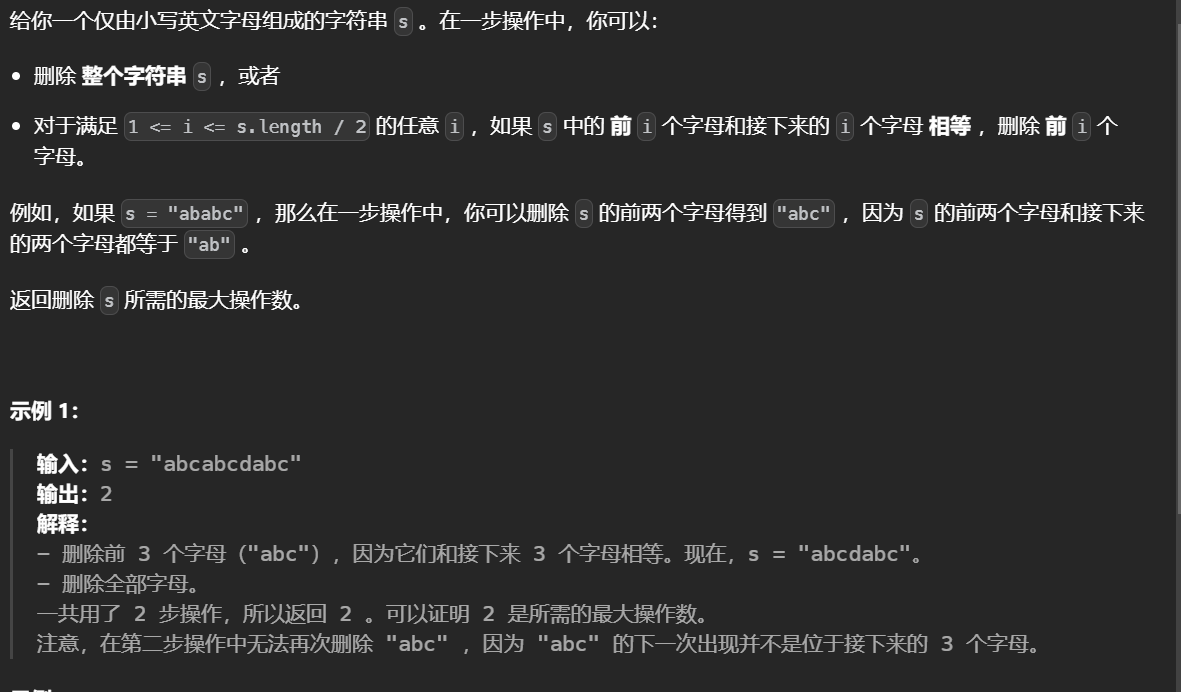 给你一个仅由小写英文字母组成的字符串 s 。在一步操作中，你可以：
• 删除 整个字符串 s ，或者
• 对于满足 1 <= i <= s.length / 2 的任意 i ，如果 s 中的 前 i 个字母和接下来的 i 个字母 相等 ，删除 前 i 个
字母。
例如，如果 s = "ababc" ，那么在一步操作中，你可以删除 s 的前两个字母得到 "abc" ，因为 s 的前两个字母和接下来
的两个字母都等于 "ab" 。
返回删除 s 所需的最大操作数。
示例 1：
输入：s = "abcabcdabc"
输出：2
解释：
- 删除前 3 个字母（"abc"），因为它们和接下来 3 个字母相等。现在，s = "abcdabc"。
- 删除全部字母。
一共用了 2 步操作，所以返回 2 。可以证明 2 是所需的最大操作数。
注意，在第二步操作中无法再次删除 "abc" ，因为 "abc" 的下一次出现并不是位于接下来的 3 个字母。